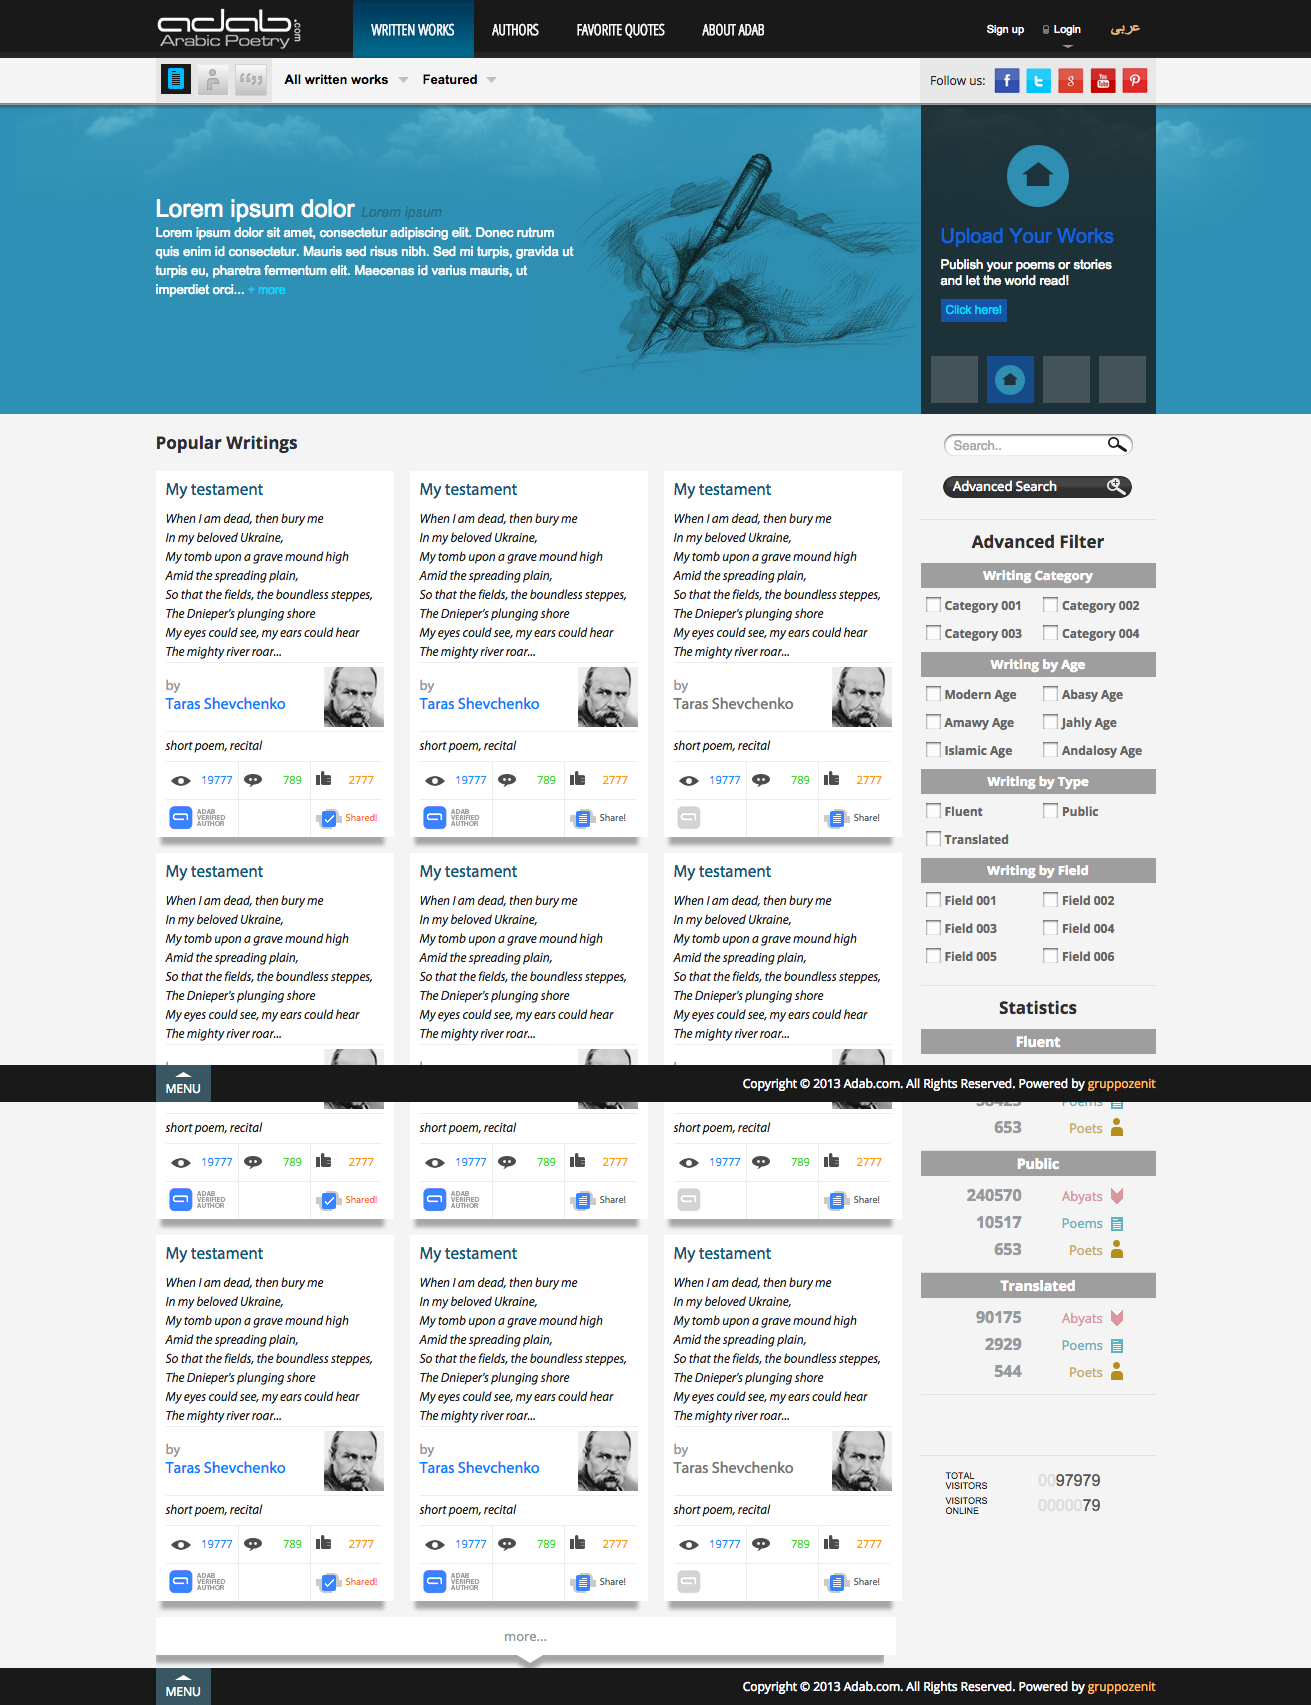 adab.com
Arabic Poetry
WRITTEN WORKS
AUTHORS
FAVORITE QUOTES
ABOUT ADAB
Sign up
Login
عربي
All written works
Featured
Follow us:
Lorem ipsum dolor Lorem ipsum
Lorem ipsum dolor sit amet, consectetur adipiscing elit. Donec rutrum
quis enim id consectetur. Mauris sed risus nibh. Sed mi turpis, gravida ut
turpis eu, pharetra fermentum elit. Maecenas id varius mauris, ut
imperdiet orci... + more
Upload Your Works
Publish your poems or stories
and let the world read!
Click here!
Popular Writings
My testament
When I am dead, then bury me
In my beloved Ukraine,
My tomb upon a grave mound high
Amid the spreading plain,
So that the fields, the boundless steppes,
The Dnieper's plunging shore
My eyes could see, my ears could hear
The mighty river roar...
by
Taras Shevchenko
short poem, recital
19777
789
2777
ADAB
VERIFIED
AUTHOR
Shared!
My testament
When I am dead, then bury me
In my beloved Ukraine,
My tomb upon a grave mound high
Amid the spreading plain,
So that the fields, the boundless steppes,
The Dnieper's plunging shore
My eyes could see, my ears could hear
The mighty river roar...
by
Taras Shevchenko
short poem, recital
19777
789
2777
ADAB
VERIFIED
AUTHOR
Share!
My testament
When I am dead, then bury me
In my beloved Ukraine,
My tomb upon a grave mound high
Amid the spreading plain,
So that the fields, the boundless steppes,
The Dnieper's plunging shore
My eyes could see, my ears could hear
The mighty river roar...
by
Taras Shevchenko
short poem, recital
19777
789
2777
Share!
My testament
When I am dead, then bury me
In my beloved Ukraine,
My tomb upon a grave mound high
Amid the spreading plain,
So that the fields, the boundless steppes,
The Dnieper's plunging shore
My eyes could see, my ears could hear
The mighty river roar...
short poem, recital
19777
789
2777
ADAB
VERIFIED
AUTHOR
Shared!
My testament
When I am dead, then bury me
In my beloved Ukraine,
My tomb upon a grave mound high
Amid the spreading plain,
So that the fields, the boundless steppes,
The Dnieper's plunging shore
My eyes could see, my ears could hear
The mighty river roar...
short poem, recital
19777
789
2777
ADAB
VERIFIED
AUTHOR
Share!
My testament
When I am dead, then bury me
In my beloved Ukraine,
My tomb upon a grave mound high
Amid the spreading plain,
So that the fields, the boundless steppes,
The Dnieper's plunging shore
My eyes could see, my ears could hear
The mighty river roar...
short poem, recital
19777
789
2777
Share!
My testament
When I am dead, then bury me
In my beloved Ukraine,
My tomb upon a grave mound high
Amid the spreading plain,
So that the fields, the boundless steppes,
The Dnieper's plunging shore
My eyes could see, my ears could hear
The mighty river roar...
by
Taras Shevchenko
short poem, recital
19777
789
2777
ADAB
VERIFIED
AUTHOR
Shared!
My testament
When I am dead, then bury me
In my beloved Ukraine,
My tomb upon a grave mound high
Amid the spreading plain,
So that the fields, the boundless steppes,
The Dnieper's plunging shore
My eyes could see, my ears could hear
The mighty river roar...
by
Taras Shevchenko
short poem, recital
19777
789
2777
ADAB
VERIFIED
AUTHOR
Share!
My testament
When I am dead, then bury me
In my beloved Ukraine,
My tomb upon a grave mound high
Amid the spreading plain,
So that the fields, the boundless steppes,
The Dnieper's plunging shore
My eyes could see, my ears could hear
The mighty river roar...
by
Taras Shevchenko
short poem, recital
19777
789
2777
Share!
more...
Search..
Advanced Search
Advanced Filter
Writing Category
Category 001
Category 002
Category 003
Category 004
Writing by Age
Modern Age
Abasy Age
Amawy Age
Jahly Age
Islamic Age
Andalosy Age
Writing by Type
Fluent
Public
Translated
Writing by Field
Field 001
Field 002
Field 003
Field 004
Field 005
Field 006
Statistics
Fluent
MENU
Copyright © 2013 Adab.com. All Rights Reserved. Powered by gruppozenit
Poems
653 Poets
Public
240570 Abyats
10517 Poems
653 Poets
Translated
90175 Abyats
2929 Poems
544 Poets
TOTAL
VISITORS
0097979
VISITORS
ONLINE
0000079
MENU
Copyright © 2013 Adab.com. All Rights Reserved. Powered by gruppozenit